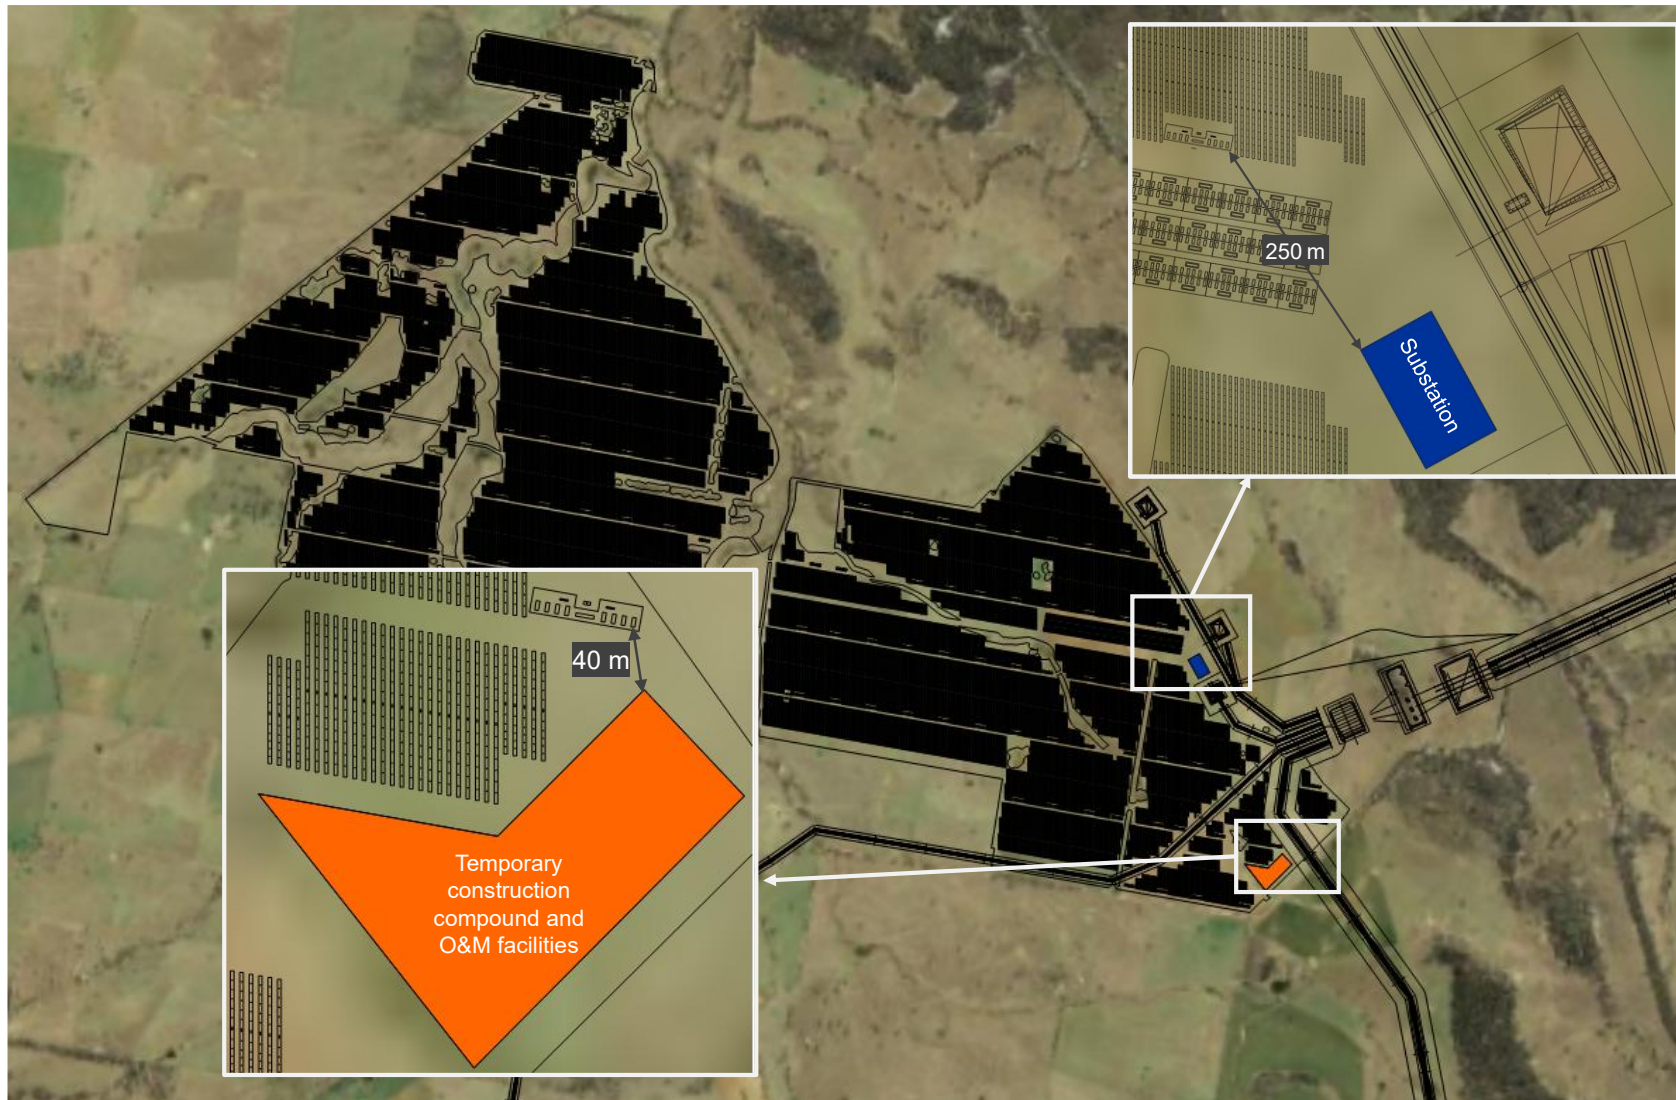 250 m
Substation
40 m
Temporary
construction
compound and
O&M facilities